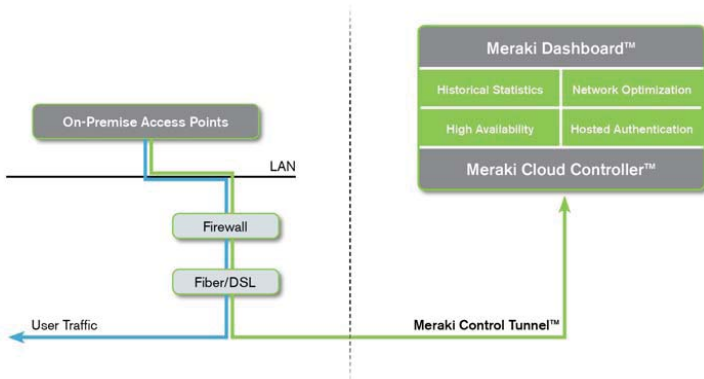 On-Premise Access Points
LAN
Firewall
Fiber/DSL
User Traffic
Meraki Dashboard™
Historical Statistics
Network Optimization
High Availability
Hosted Authentication
Meraki Cloud Controller™
Meraki Control Tunnel™